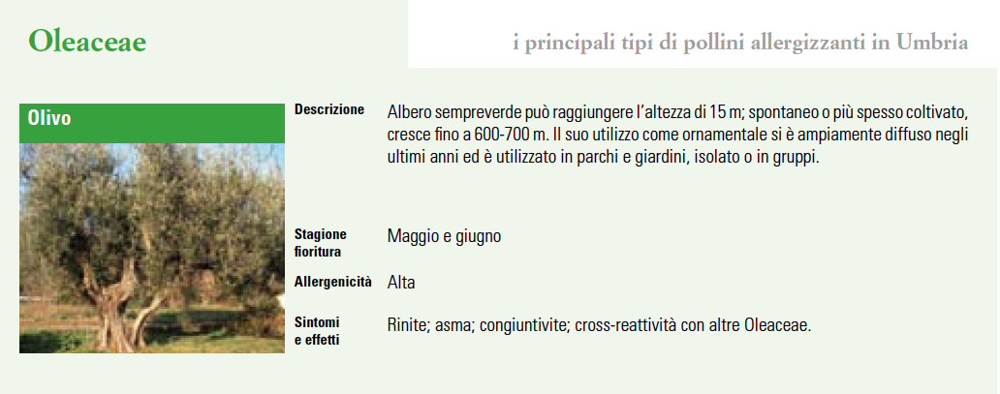 Oleaceae
i principali tipi di pollini allergizzanti in Umbria
Olivo
Descrizione
Albero sempreverde può raggiungere l'altezza di 15 m; spontaneo o più spesso coltivato,
cresce fino a 600-700 m. Il suo utilizzo come ornamentale si è ampiamente diffuso negli
ultimi anni ed è utilizzato in parchi e giardini, isolato o in gruppi.
Stagione
fioritura
Maggio e giugno
Allergenicità
Alta
Sintomi
e effetti
Rinite; asma; congiuntivite; cross-reattività con altre Oleaceae.